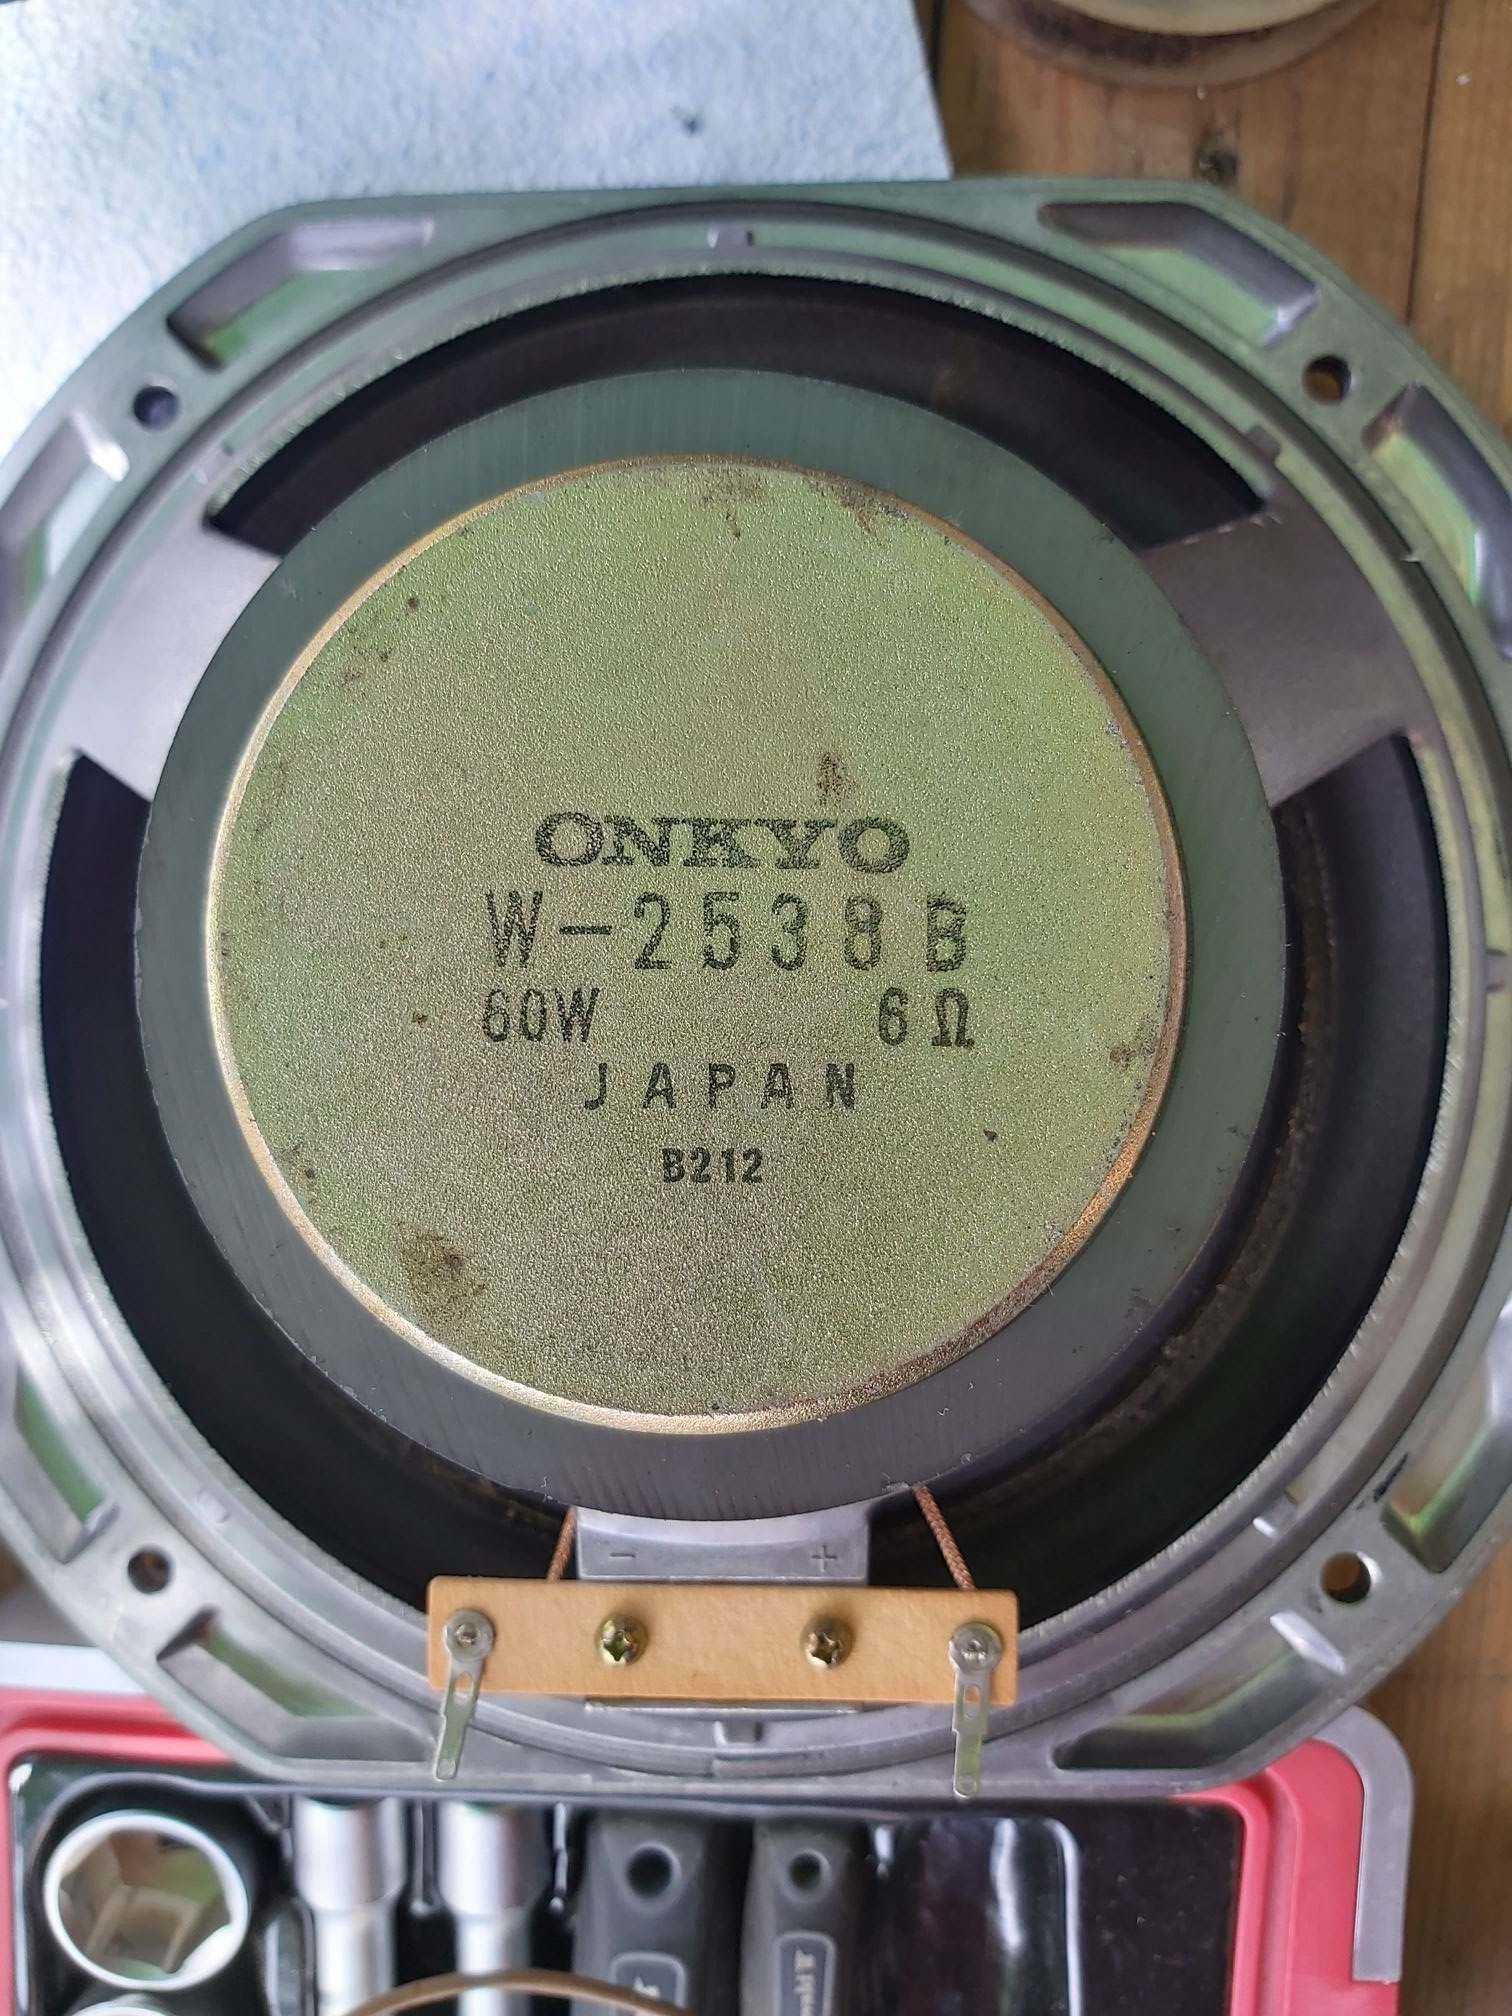 ONKYO
W-2538B
60W 6Ω
JAPAN
B212
- +